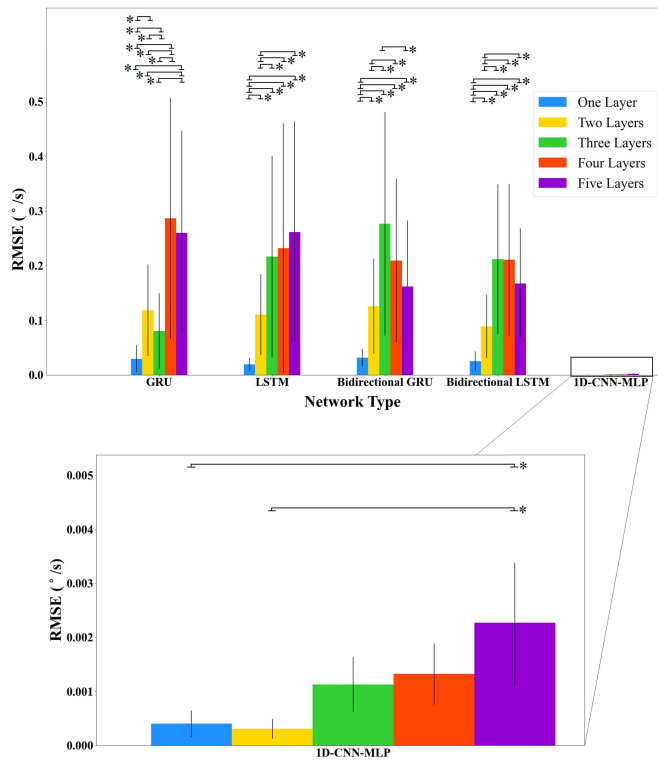 0.5
0.4
0.3
0.2
0.1
0.0
RMSE (°/s)
One Layer
Two Layers
Three Layers
Four Layers
Five Layers
GRU
LSTM
Bidirectional GRU
Bidirectional LSTM
1D-CNN-MLP
Network Type
0.005
0.004
0.003
0.002
0.001
0.000
RMSE (°/s)
1D-CNN-MLP